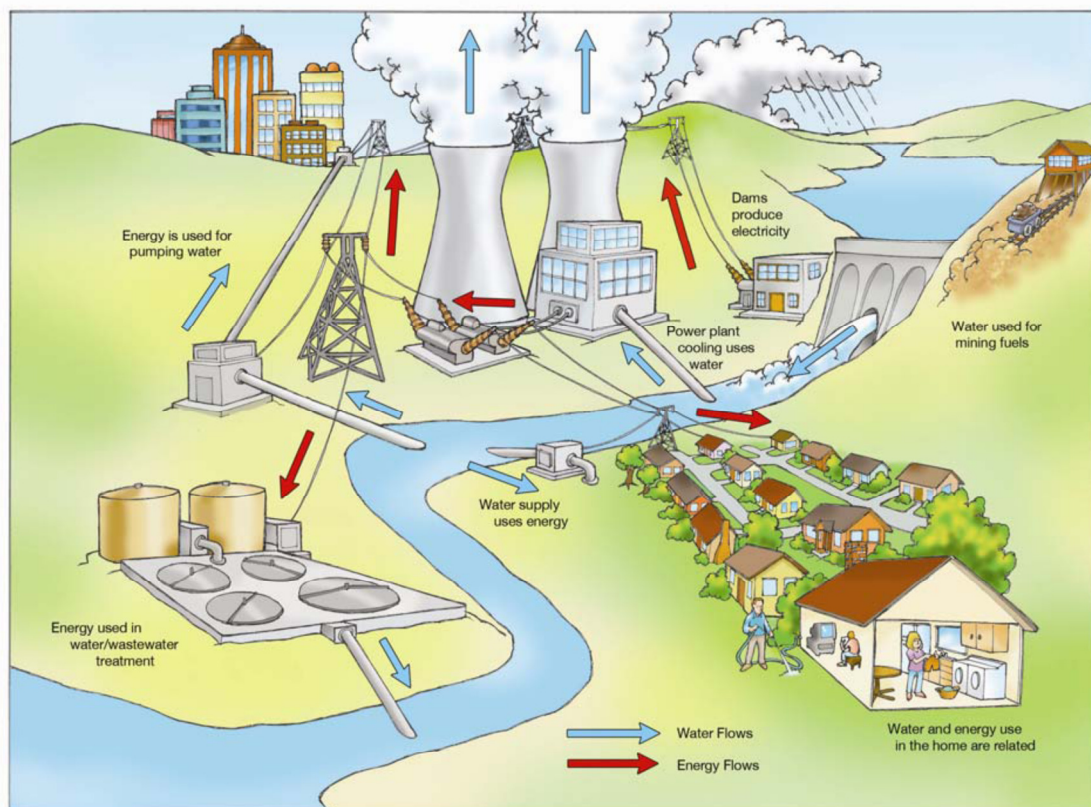 Dams
produce
electricity
Energy is used for
pumping water
Power plant
cooling uses
water
Water used for
mining fuels
Water supply
uses energy
Energy used in
water/wastewater
treatment
Water and energy use
in the home are related
Water Flows
Energy Flows